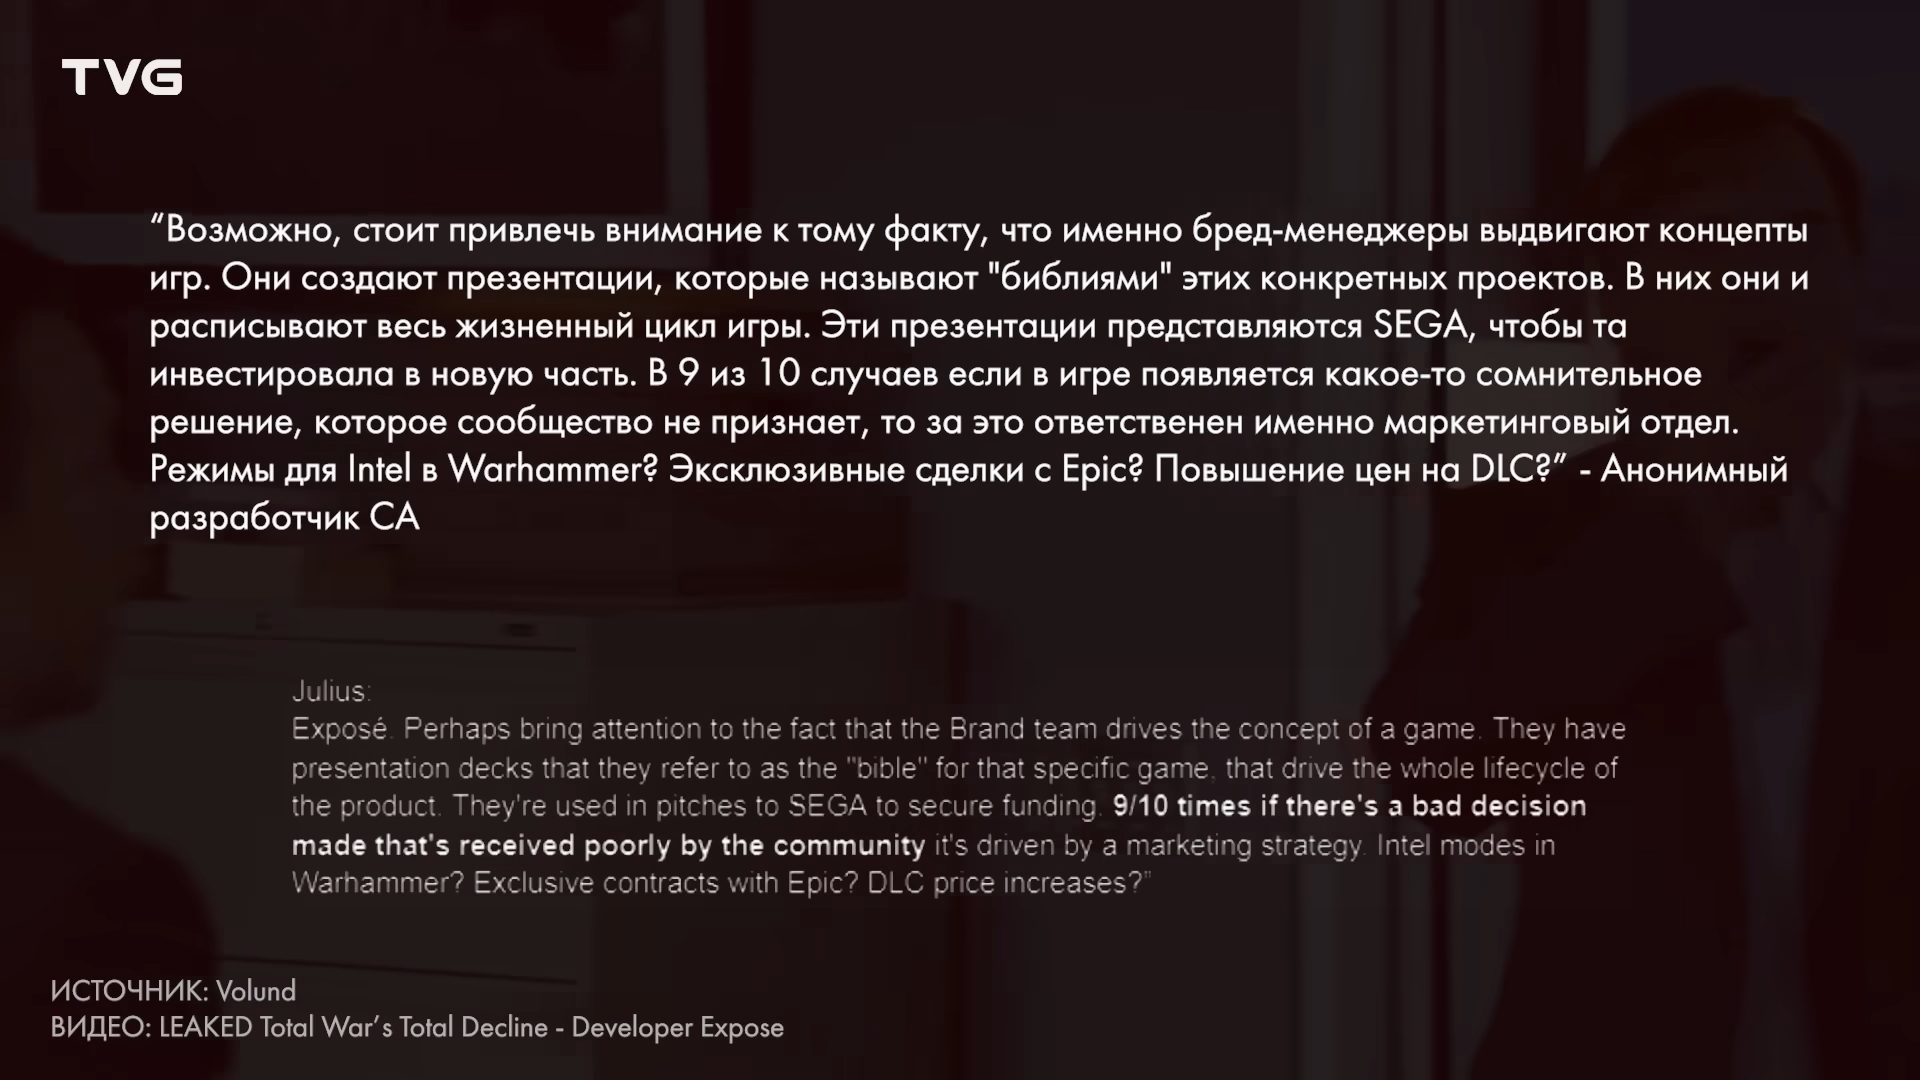 TVG
“Возможно, стоит привлечь внимание к тому факту, что именно бред-менеджеры выдвигают концепты
игр. Они создают презентации, которые называют "библиями" этих конкретных проектов. В них они и
расписывают весь жизненный цикл игры. Эти презентации представляются SEGA, чтобы та
инвестировала в новую часть. В 9 из 10 случаев если в игре появляется какое-то сомнительное
решение, которое сообщество не признает, то за это ответственен именно маркетинговый отдел.
Режимы для Intel в Warhammer? Эксклюзивные сделки с Epic? Повышение цен на DLC?” - Анонимный
разработчик CA
Julius:
Exposé. Perhaps bring attention to the fact that the Brand team drives the concept of a game. They have
presentation decks that they refer to as the "bible" for that specific game, that drive the whole lifecycle of
the product. They're used in pitches to SEGA to secure funding. 9/10 times if there's a bad decision
made that's received poorly by the community it's driven by a marketing strategy. Intel modes in
Warhammer? Exclusive contracts with Epic? DLC price increases?”
ИСТОЧНИК: Volund
ВИДЕО: LEAKED Total War’s Total Decline - Developer Expose